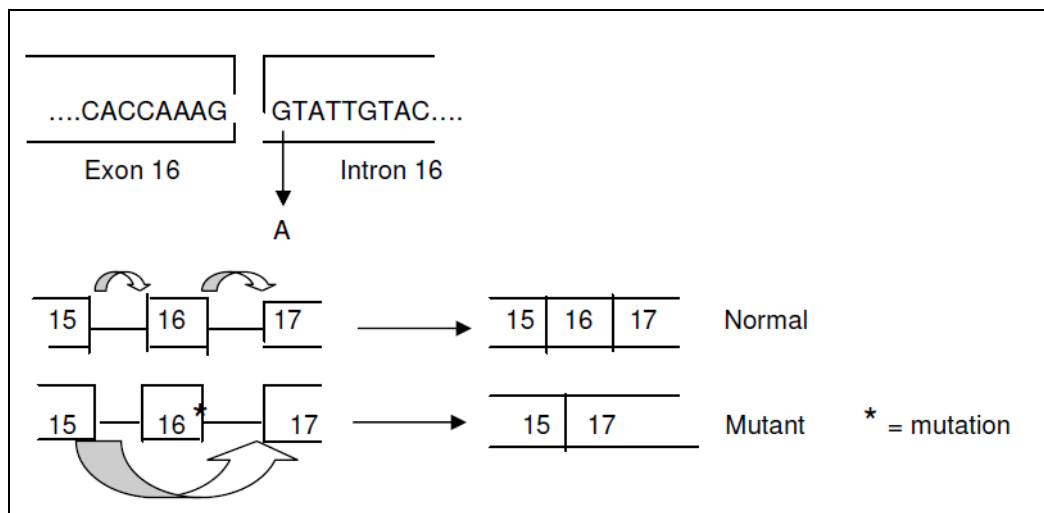 ....CACCAAAG GTATTGTAC....
Exon 16 Intron 16
A
15 16 17 15 16 17 Normal
15 16* 17 15 17 Mutant * = mutation